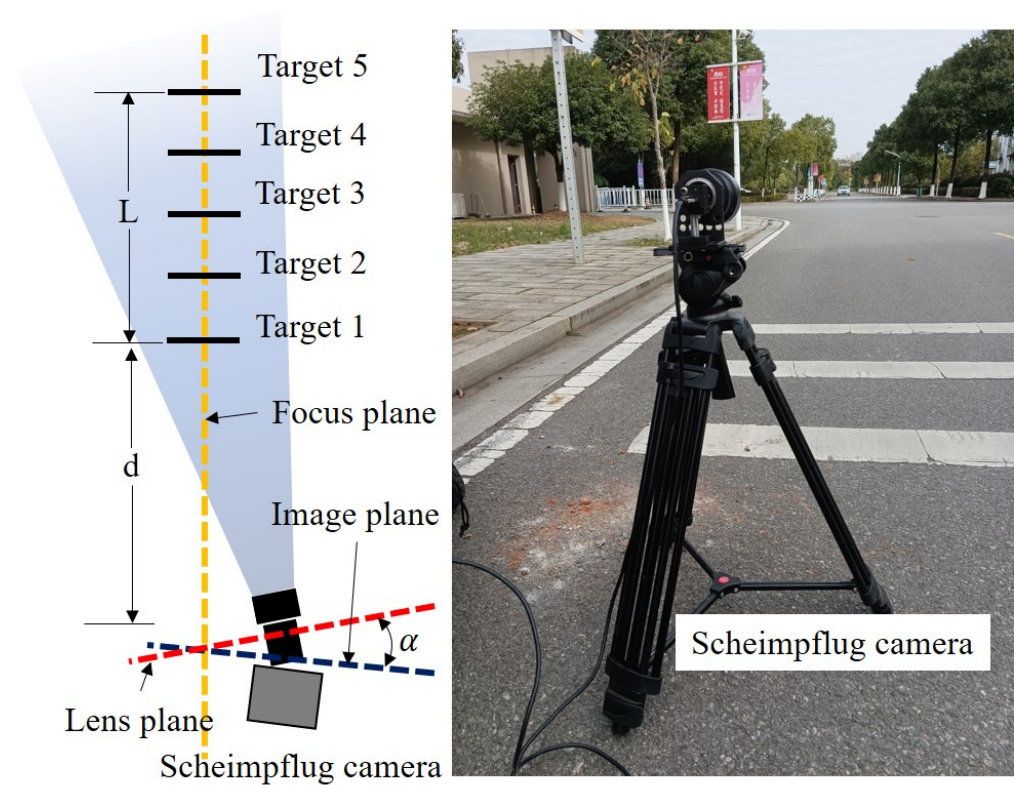 Target 5
Target 4
Target 3
L
Target 2
Target 1
Focus plane
d
Image plane
α
Lens plane
Scheimpflug camera
Scheimpflug camera